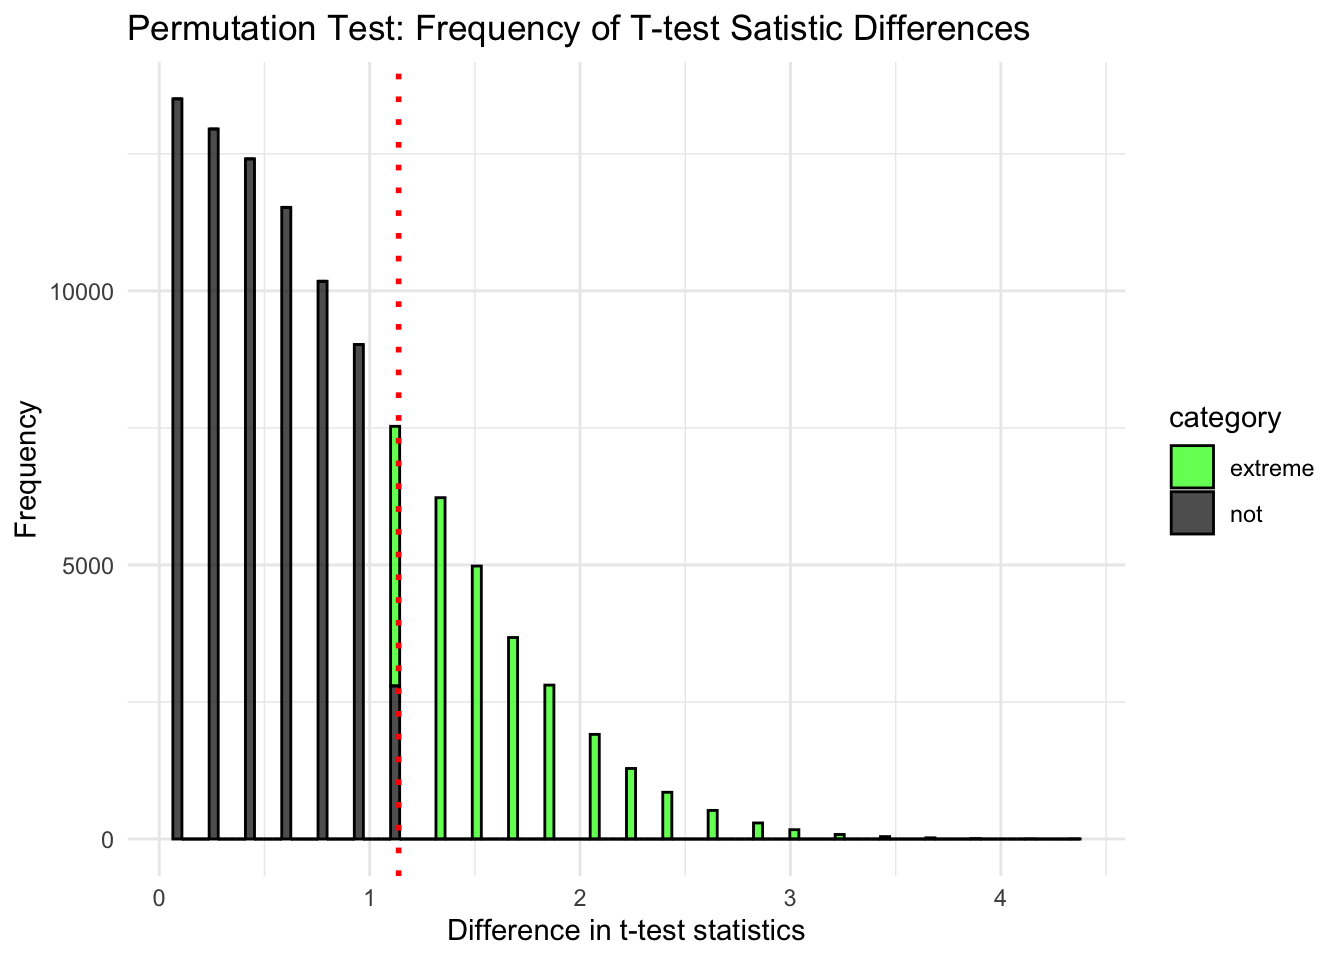 Permutation Test: Frequency of T-test Satistic Differences
Frequency
10000
5000
0
0 1 2 3 4
Difference in t-test statistics
category
extreme
not